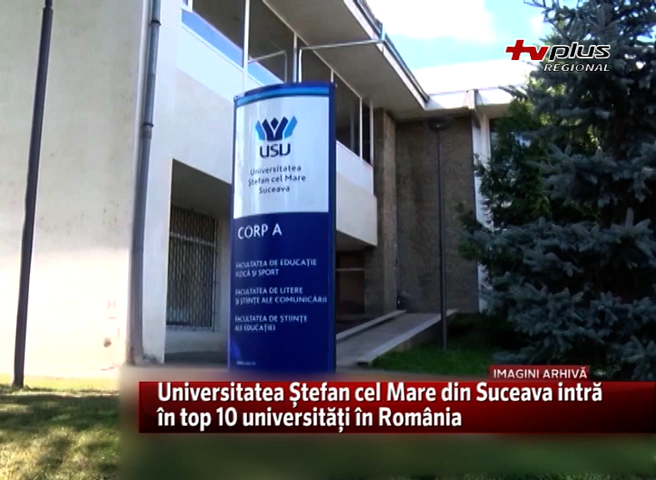 tvplus
REGIONAL
USU
Universitatea
Ștefan cel Mare
Suceava
CORP A
FACULTATEA DE EDUCAȚIE
FIZICĂ ȘI SPORT
FACULTATEA DE LITERE
ȘI ȘTIINȚE ALE COMUNICĂRII
FACULTATEA DE ȘTIINȚE
ALE EDUCAȚIEI
IMAGINI ARHIVĂ
Universitatea Ștefan cel Mare din Suceava intră
în top 10 universități în România